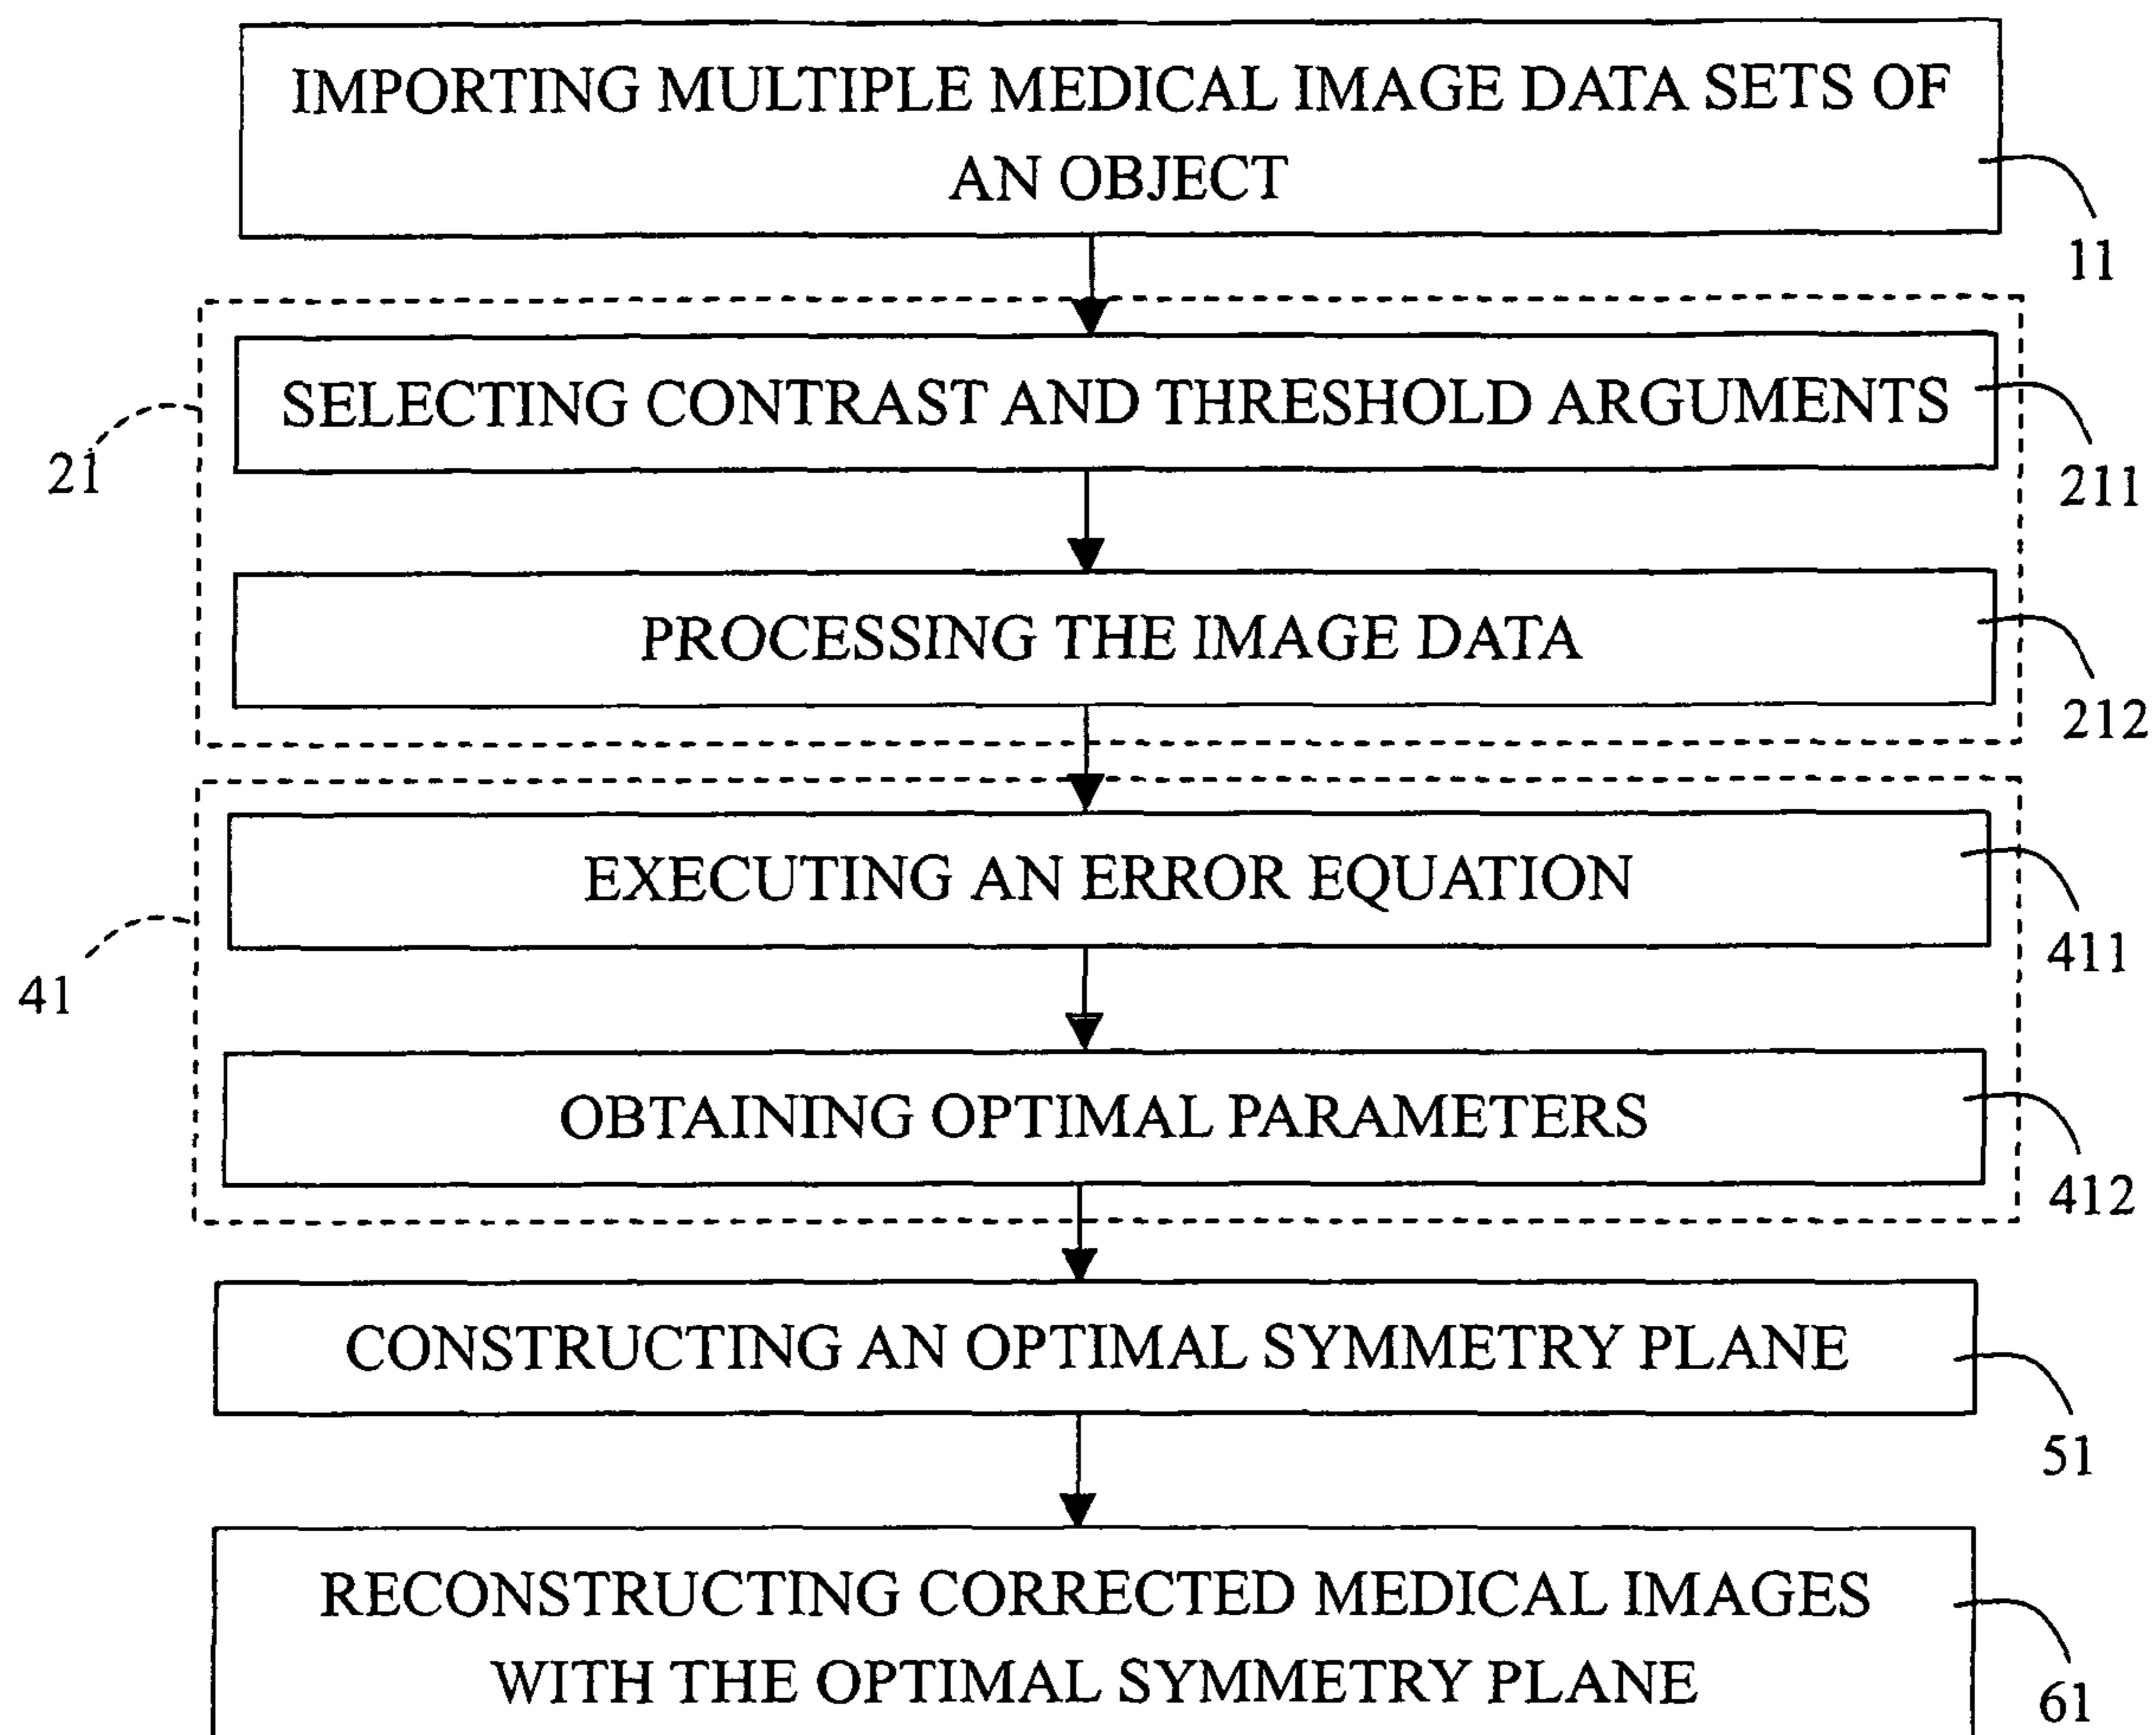 IMPORTING MULTIPLE MEDICAL IMAGE DATA SETS OF
AN OBJECT
11
SELECTING CONTRAST AND THRESHOLD ARGUMENTS
21
211
PROCESSING THE IMAGE DATA
212
EXECUTING AN ERROR EQUATION
41
411
OBTAINING OPTIMAL PARAMETERS
412
CONSTRUCTING AN OPTIMAL SYMMETRY PLANE
51
RECONSTRUCTING CORRECTED MEDICAL IMAGES
WITH THE OPTIMAL SYMMETRY PLANE
61